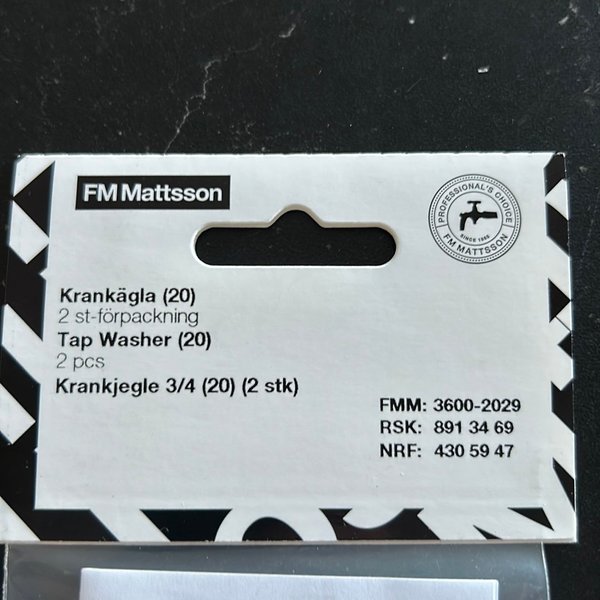 FM Mattsson
PROFESSIONAL'S CHOICE
SINCE 1865
FM MATTSSON
Krankägla (20)
2 st-förpackning
Tap Washer (20)
2 pcs
Krankjegle 3/4 (20) (2 stk)
FMM: 3600-2029
RSK: 891 34 69
NRF: 430 59 47